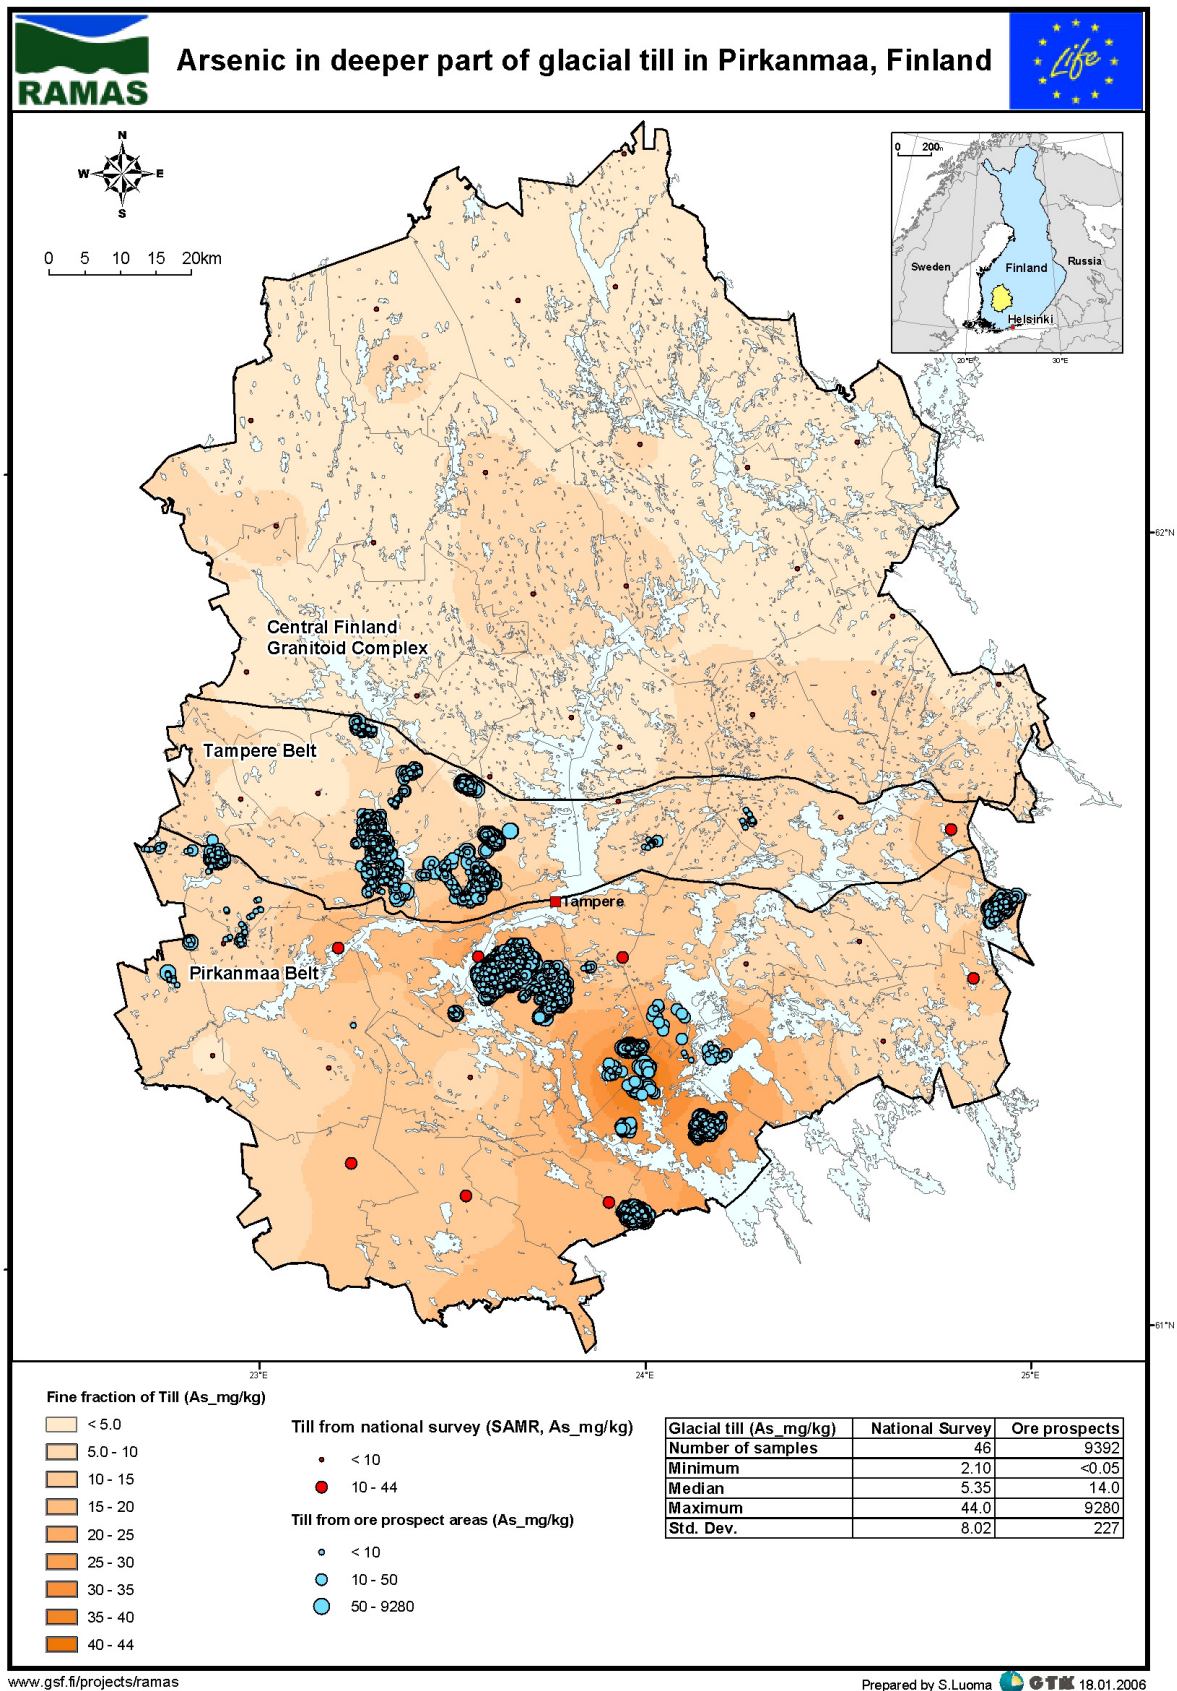 RAMAS
Arsenic in deeper part of glacial till in Pirkanmaa, Finland
Life
N
W E
S
0 5 10 15 20km
0 200
Sweden
Finland
Russia
Helsinki
20°E 30°E
62°N
Central Finland
Granitoid Complex
Tampere Belt
Tampere
Pirkanmaa Belt
61°N
23°E 24°E 25°E
Fine fraction of Till (As_mg/kg)
< 5.0
5.0 - 10
10 - 15
15 - 20
20 - 25
25 - 30
30 - 35
35 - 40
40 - 44
Till from national survey (SAMR, As_mg/kg)
< 10
10 - 44
Till from ore prospect areas (As_mg/kg)
< 10
10 - 50
50 - 9280
Glacial till (As_mg/kg) National Survey Ore prospects
Number of samples 46 9392
Minimum 2.10 <0.05
Median 5.35 14.0
Maximum 44.0 9280
Std. Dev. 8.02 227
www.gsf.fi/projects/ramas
Prepared by S.Luoma GTK 18.01.2006